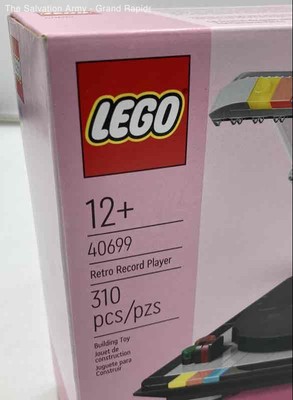 The Salvation Army - Grand Rapids
LEGO
12+
40699
Retro Record Player
310
pcs/pzs
Building Toy
Jouet de
construction
Juguete para
Construir